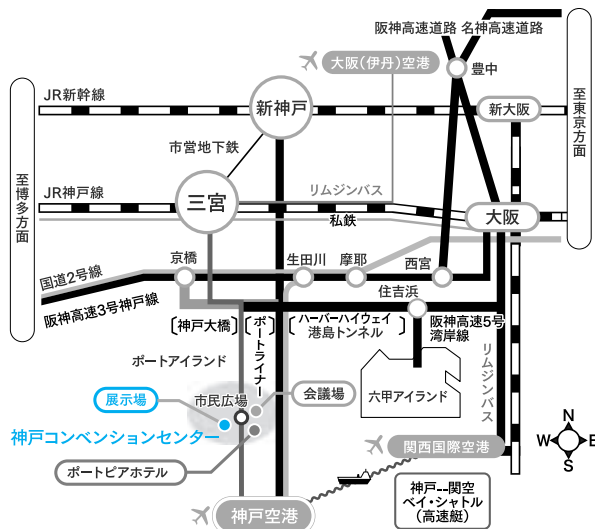 阪神高速道路 名神高速道路
大阪(伊丹)空港
豊中
JR新幹線
新神戸
新大阪
至東京方面
市営地下鉄
至博多方面
リムジンバス
JR神戸線
三宮
私鉄
大阪
京橋
生田川
摩耶
西宮
国道2号線
住吉浜
阪神高速3号神戸線
〔神戸大橋〕
〔ポートライナー〕
〔ハーバーハイウェイ
港島トンネル〕
阪神高速5号
湾岸線
リムジンバス
ポートアイランド
六甲アイランド
展示場
市民広場
会議場
神戸コンベンションセンター
ポートピアホテル
関西国際空港
N
W
E
S
神戸--関空
ベイ・シャトル
(高速艇)
神戸空港